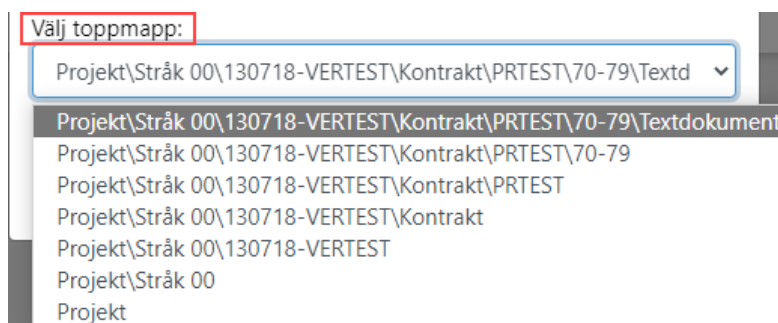 Välj toppmapp:
Projekt\Stråk 00\130718-VERTEST\Kontrakt\PRTEST\70-79\Textd
Projekt\Stråk 00\130718-VERTEST\Kontrakt\PRTEST\70-79\Textdokument
Projekt\Stråk 00\130718-VERTEST\Kontrakt\PRTEST\70-79
Projekt\Stråk 00\130718-VERTEST\Kontrakt\PRTEST
Projekt\Stråk 00\130718-VERTEST\Kontrakt
Projekt\Stråk 00\130718-VERTEST
Projekt\Stråk 00
Projekt